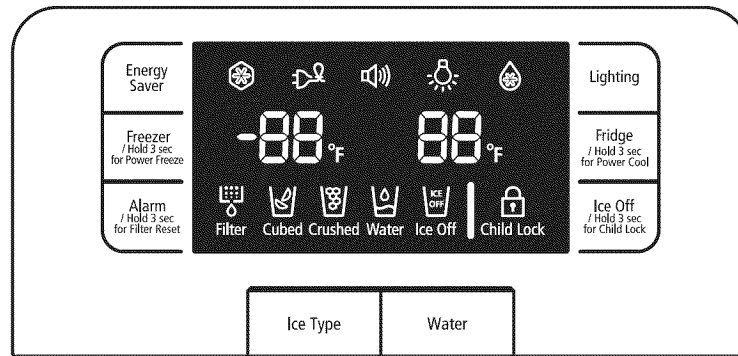 Energy
Saver
Freezer
/ Hold 3 sec
for Power Freeze
Alarm
/ Hold 3 sec
for Filter Reset
-88°F
88°F
ICE
OFF
Filter Cubed Crushed Water Ice Off Child Lock
Lighting
Fridge
/ Hold 3 sec
for Power Cool
Ice Off
/ Hold 3 sec
for Child Lock
Ice Type
Water